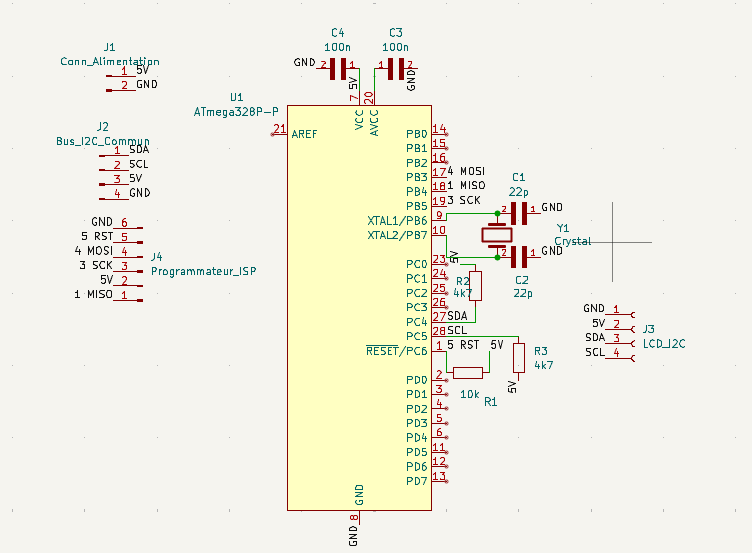 J1
Conn_Alimentation
1 5V
2 GND
J2
Bus_I2C_Commun
1 SDA
2 SCL
3 5V
4 GND
GND 6
5 RST 5
4 MOSI 4
3 SCK 3
5V 2
1 MISO 1
J4
Programmateur_ISP
C4
100n
GND 2 1
C3
100n
1 2
GND
5V
7
20
U1
ATmega328P-P
21 AREF
VCC
AVCC
PB0 14
PB1 15
PB2 16
PB3 17 4 MOSI
PB4 18 1 MISO
PB5 19 3 SCK
XTAL1/PB6 9
XTAL2/PB7 10
PC0 23
PC1 24
PC2 25
PC3 26
PC4 27 SDA
PC5 28 SCL
RESET/PC6 1 5 RST 5V
PD0 2
PD1 3
PD2 4
PD3 5
PD4 6
PD5 11
PD6 12
PD7 13
GND
8
GND
C1
22p
2 1 GND
Y1
Crystal
2 1 GND
C2
22p
5V
R2
4k7
R3
4k7
5V
10k
R1
GND 1
5V 2
SDA 3
SCL 4
J3
LCD_I2C